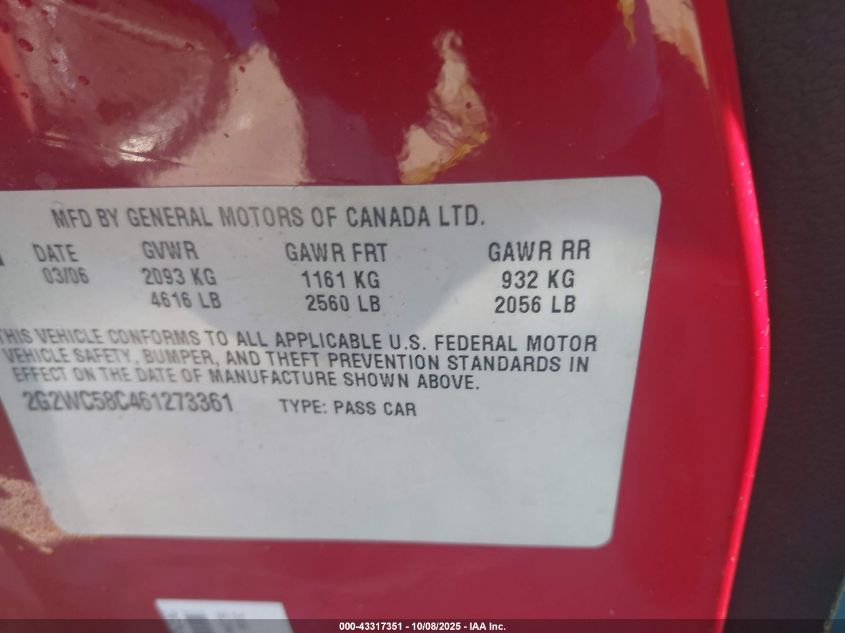 MFD BY GENERAL MOTORS OF CANADA LTD.
DATE GVWR GAWR FRT GAWR RR
03/06 2093 KG 1161 KG 932 KG
4616 LB 2560 LB 2056 LB
THIS VEHICLE CONFORMS TO ALL APPLICABLE U.S. FEDERAL MOTOR
VEHICLE SAFETY, BUMPER, AND THEFT PREVENTION STANDARDS IN
EFFECT ON THE DATE OF MANUFACTURE SHOWN ABOVE.
2G2WC58C461273361 TYPE: PASS CAR
000-43317351 - 10/08/2025 - IAA Inc.